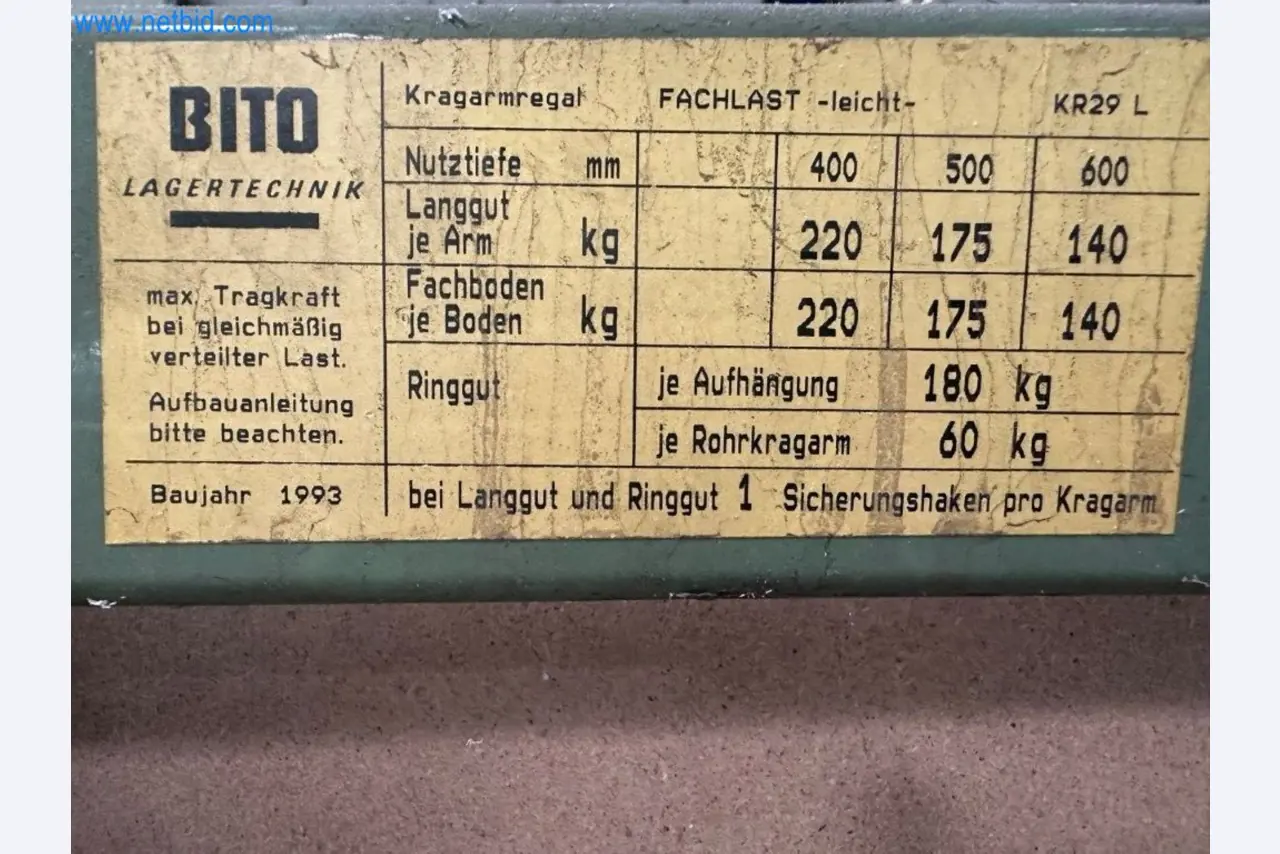 www.netbid.com
BITO
LAGERTECHNIK
max. Tragkraft
bei gleichmäßig
verteilter Last.
Aufbauanleitung
bitte beachten.
Baujahr 1993
Kragarmregal FACHLAST -leicht- KR29 L
Nutztiefe mm 400 500 600
Langgut
je Arm kg 220 175 140
Fachboden
je Boden kg 220 175 140
Ringgut je Aufhängung 180 kg
je Rohrkragarm 60 kg
bei Langgut und Ringgut 1 Sicherungshaken pro Kragarm